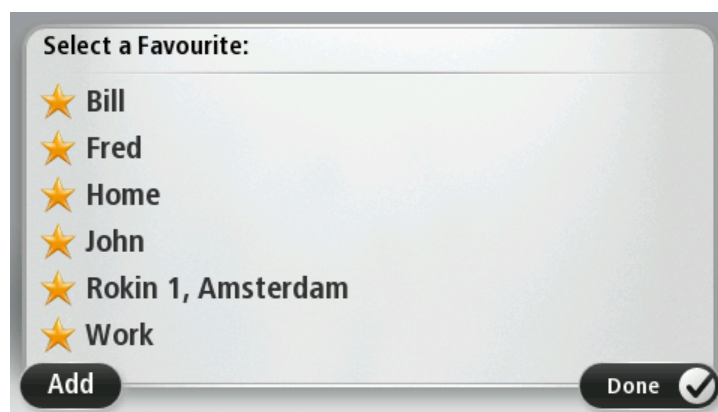 Select a Favourite:
Bill
Fred
Home
John
Rokin 1, Amsterdam
Work
Add
Done